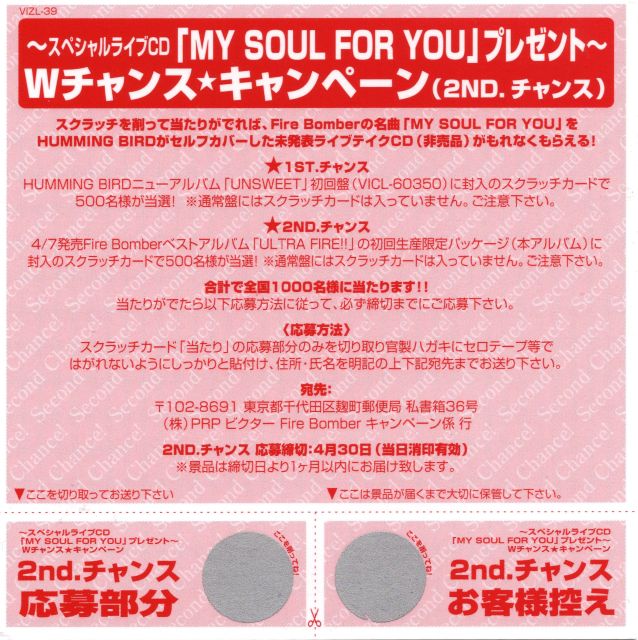 VIZL-39
～スペシャルライブCD「MY SOUL FOR YOU」プレゼント～
Wチャンス★キャンペーン(2ND. チャンス)
スクラッチを削って当たりがでれば、Fire Bomberの名曲「MY SOUL FOR YOU」を
HUMMING BIRDがセルフカバーした未発表ライブテイクCD(非売品)がもれなくもらえる!
★1ST.チャンス
HUMMING BIRDニューアルバム「UNSWEET」初回盤(VICL-60350)に封入のスクラッチカードで
500名様が当選! ※通常盤にはスクラッチカードは入っていません。ご注意下さい。
★2ND.チャンス
4/7発売Fire Bomberベストアルバム「ULTRA FIRE!!」の初回生産限定パッケージ(本アルバム)に
封入のスクラッチカードで500名様が当選! ※通常盤にはスクラッチカードは入っていません。ご注意下さい。
合計で全国1000名様に当たります!!
当たりがでたら以下応募方法に従って、必ず締切までにご応募下さい。
〈応募方法〉
スクラッチカード「当たり」の応募部分のみを切り取り官製ハガキにセロテープ等で
はがれないようにしっかりと貼付け、住所・氏名を明記の上下記宛先までお送り下さい。
宛先:
〒102-8691 東京都千代田区麹町郵便局 私書箱36号
(株)PRP ビクター Fire Bomber キャンペーン係 行
2ND.チャンス 応募締切:4月30日(当日消印有効)
※景品は締切日より1ヶ月以内にお届け致します。
▼ここを切り取ってお送り下さい
▼ここは景品が届くまで大切に保管して下さい。
～スペシャルライブCD
「MY SOUL FOR YOU」プレゼント～
Wチャンス★キャンペーン
2nd.チャンス
応募部分
ここを削ってね!
ここを削ってね!
～スペシャルライブCD
「MY SOUL FOR YOU」プレゼント～
Wチャンス★キャンペーン
2nd.チャンス
お客様控え
Second Chance!